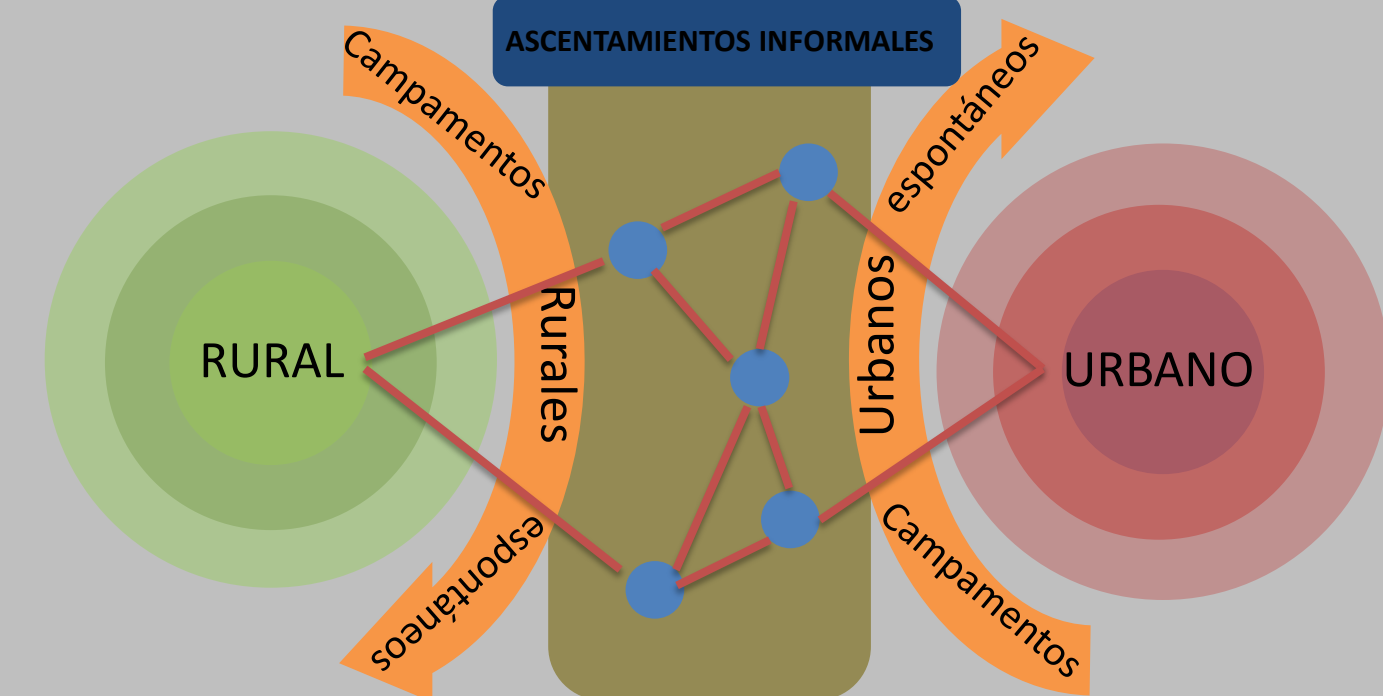 ASCENTAMIENTOS INFORMALES
Campamentos
Rurales
espontáneos
RURAL
Campamentos
Urbanos
espontáneos
URBANO